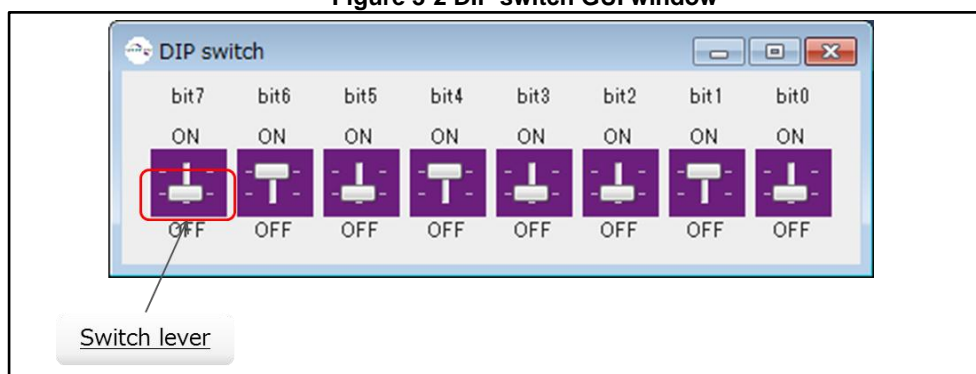 Figure 3-2 DIP switch GUI window
DIP switch
bit7 bit6 bit5 bit4 bit3 bit2 bit1 bit0
ON ON ON ON ON ON ON ON
OFF OFF OFF OFF OFF OFF OFF OFF
Switch lever